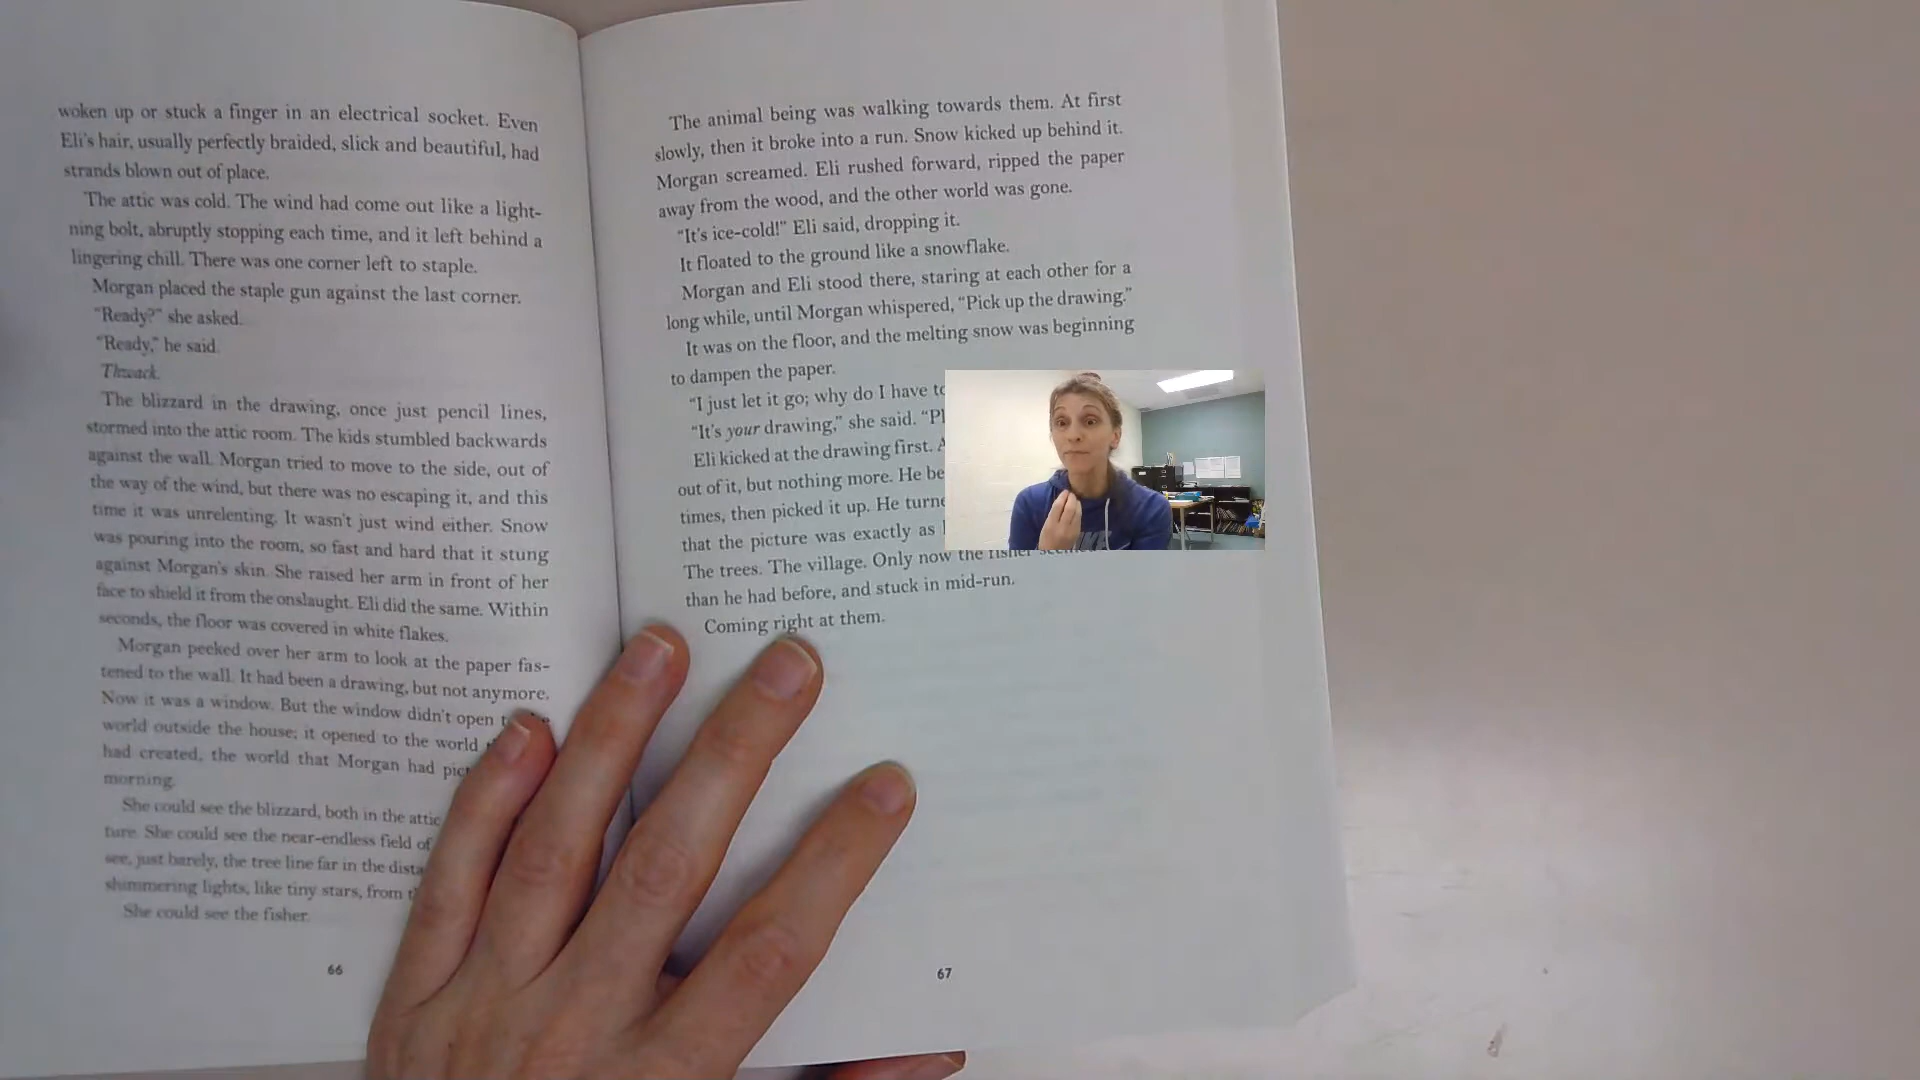 woken up or stuck a finger in an electrical socket. Even
Eli's hair, usually perfectly braided, slick and beautiful, had
strands blown out of place.
The attic was cold. The wind had come out like a light-
ning bolt, abruptly stopping each time, and it left behind a
lingering chill. There was one corner left to staple.
Morgan placed the staple gun against the last corner.
"Ready?" she asked.
"Ready," he said.
Thwack.
The blizzard in the drawing, once just pencil lines,
stormed into the attic room. The kids stumbled backwards
against the wall. Morgan tried to move to the side, out of
the way of the wind, but there was no escaping it, and this
time it was unrelenting. It wasn't just wind either. Snow
was pouring into the room, so fast and hard that it stung
against Morgan's skin. She raised her arm in front of her
face to shield it from the onslaught. Eli did the same. Within
seconds, the floor was covered in white flakes.
Morgan peeked over her arm to look at the paper fas-
tened to the wall. It had been a drawing, but not anymore.
Now it was a window. But the window didn't open
world outside the house; it opened to the world
had created, the world that Morgan had
morning.
She could see the blizzard, both in the attic
ture. She could see the near-endless field of
see, just barely, the tree line far in the
shimmering lights, like tiny stars, from
She could see the fisher.
66
The animal being was walking towards them. At first
slowly, then it broke into a run. Snow kicked up behind it.
Morgan screamed. Eli rushed forward, ripped the paper
away from the wood, and the other world was gone.
"It's ice-cold!" Eli said, dropping it.
It floated to the ground like a snowflake.
Morgan and Eli stood there, staring at each other for a
long while, until Morgan whispered, "Pick up the drawing."
It was on the floor, and the melting snow was beginning
to dampen the paper.
"I just let it go; why do I have to
"It's your drawing," she said.
Eli kicked at the drawing first.
out of it, but nothing more. He
times, then picked it up. He
that the picture was exactly as
The trees. The village. Only now the fisher
than he had before, and stuck in mid-run.
Coming right at them.
67